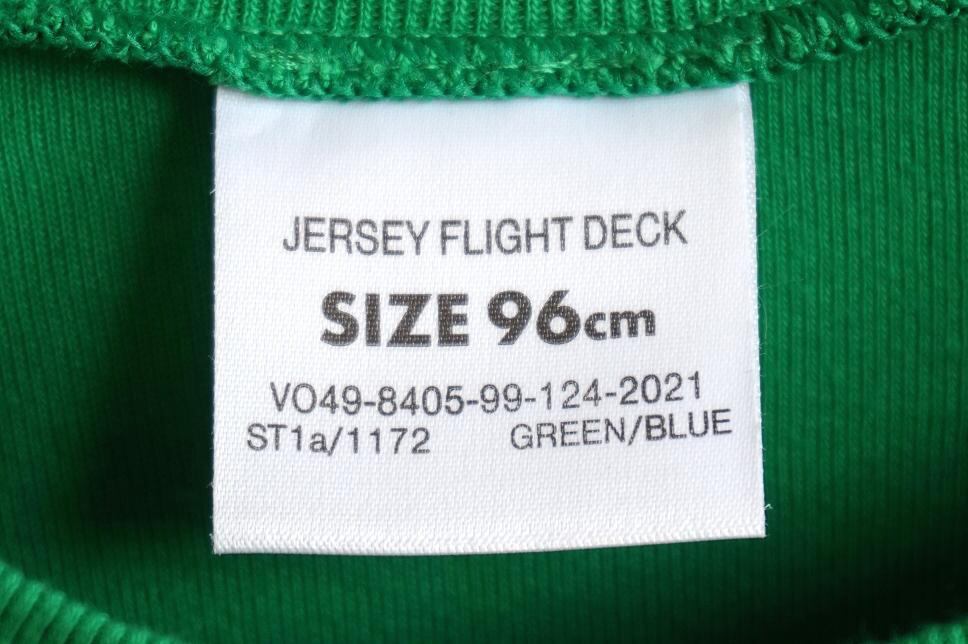 JERSEY FLIGHT DECK
SIZE 96cm
VO49-8405-99-124-2021
ST1a/1172 GREEN/BLUE